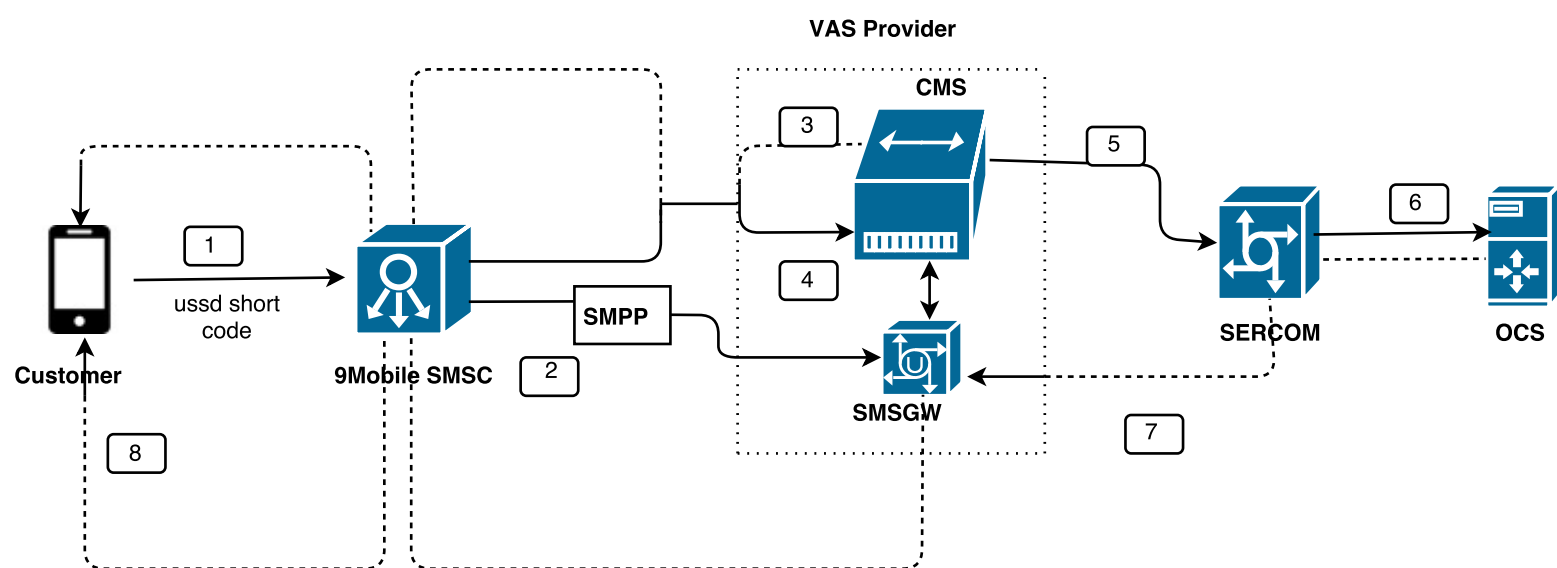 VAS Provider
CMS
3
5
6
1
ussd short
code
4
SMPP
SERCOM
OCS
Customer
9Mobile SMSC
2
SMSGW
U
7
8